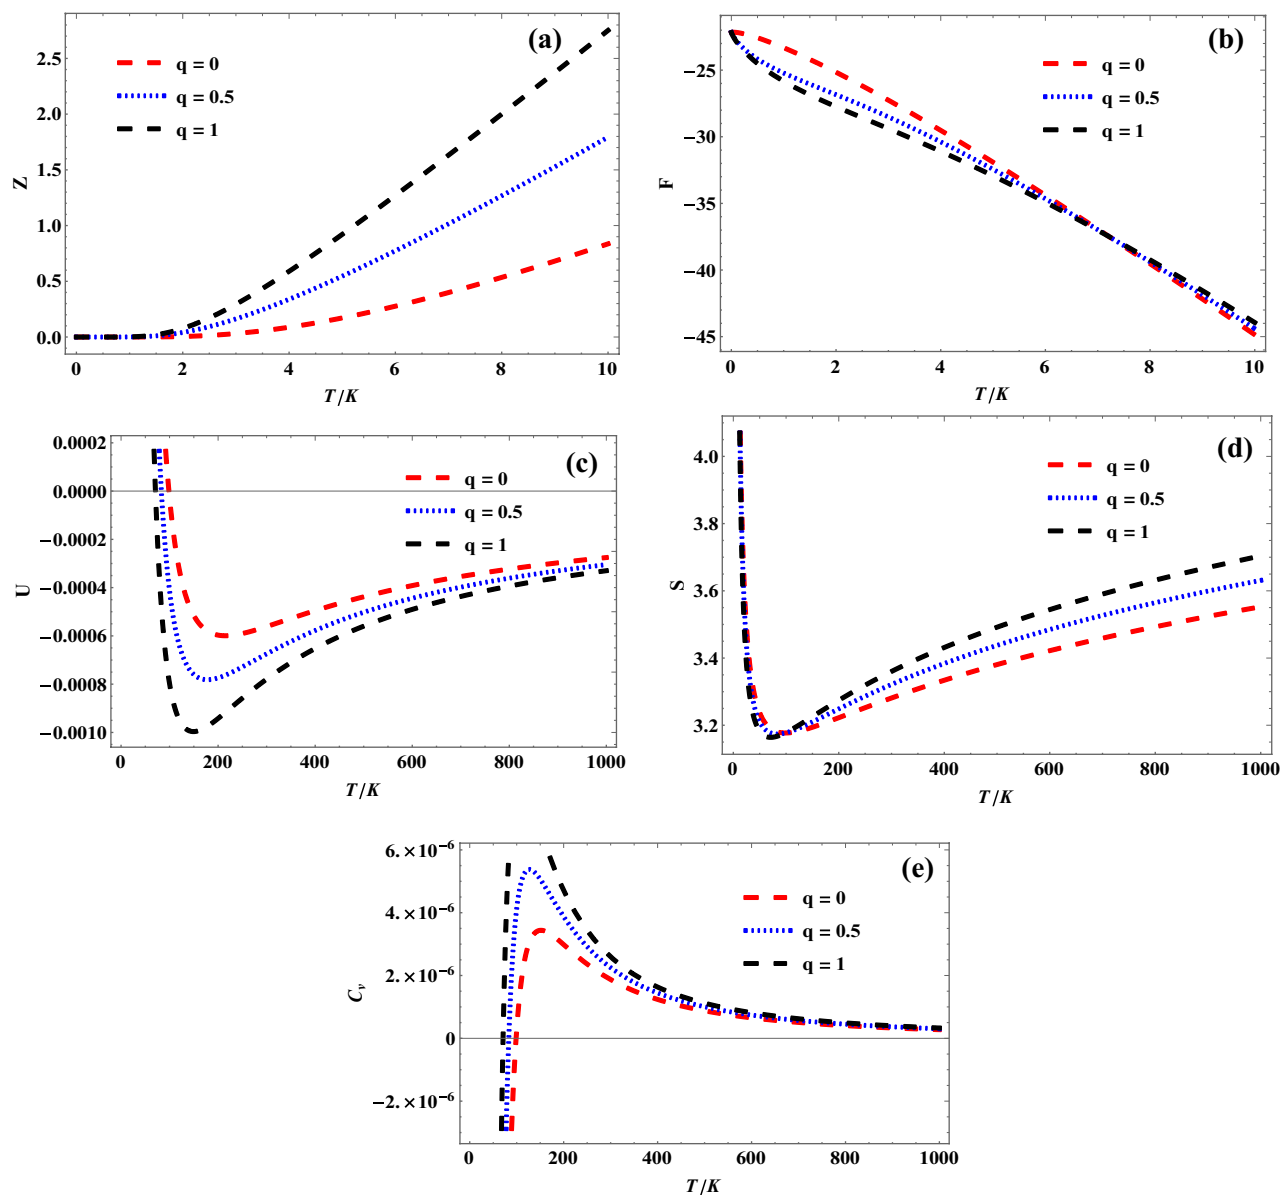 (a)
q = 0
q = 0.5
q = 1
2.5
2.0
1.5
1.0
0.5
0.0
Z
0 2 4 6 8 10
T/K
(b)
q = 0
q = 0.5
q = 1
−25
−30
−35
−40
−45
F
0 2 4 6 8 10
T/K
(c)
q = 0
q = 0.5
q = 1
0.0002
0.0000
−0.0002
−0.0004
−0.0006
−0.0008
−0.0010
U
0 200 400 600 800 1000
T/K
(d)
q = 0
q = 0.5
q = 1
4.0
3.8
3.6
3.4
3.2
S
0 200 400 600 800 1000
T/K
(e)
q = 0
q = 0.5
q = 1
6.×10⁻⁶
4.×10⁻⁶
2.×10⁻⁶
0
−2.×10⁻⁶
Cᵥ
0 200 400 600 800 1000
T/K